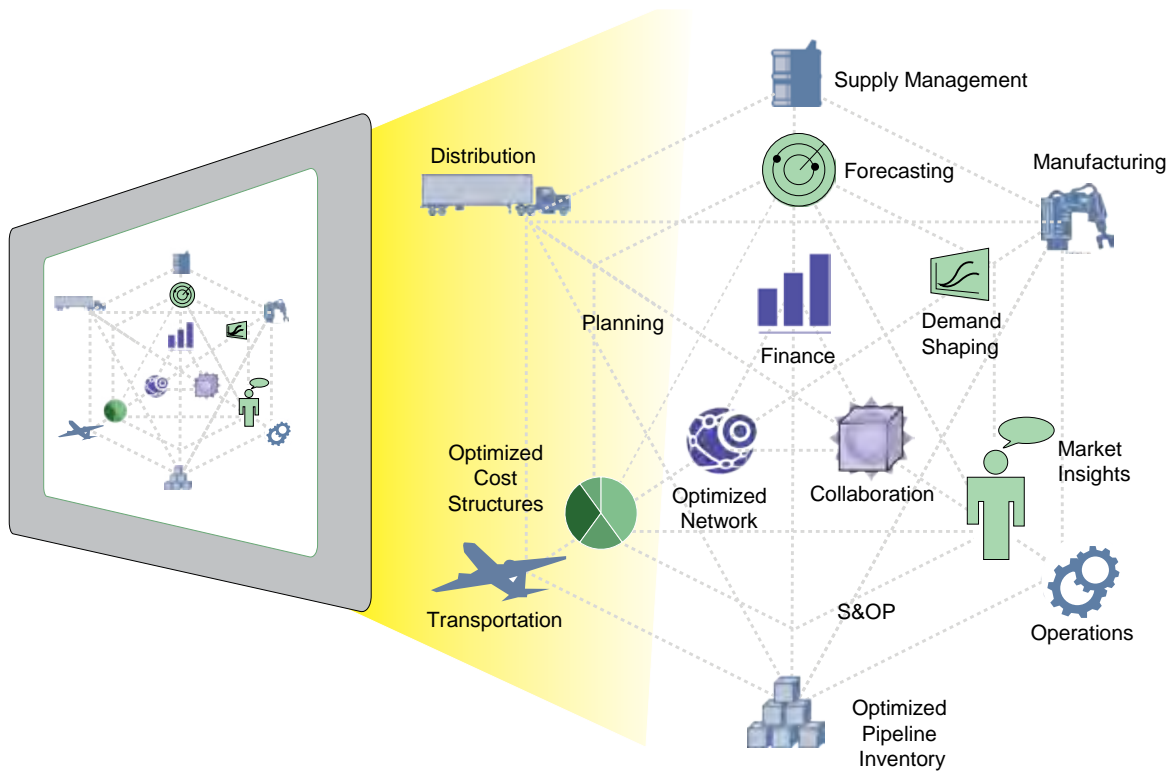 Supply Management
Distribution
Forecasting
Manufacturing
Planning
Finance
Demand
Shaping
Optimized
Cost
Structures
Optimized
Network
Collaboration
Market
Insights
Transportation
S&OP
Operations
Optimized
Pipeline
Inventory